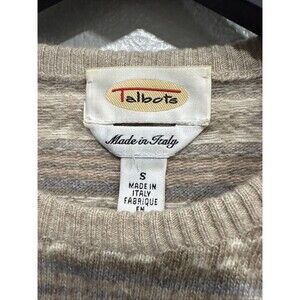 Talbots
Made in Italy
S
MADE IN
ITALY
FABRIQUE
EN